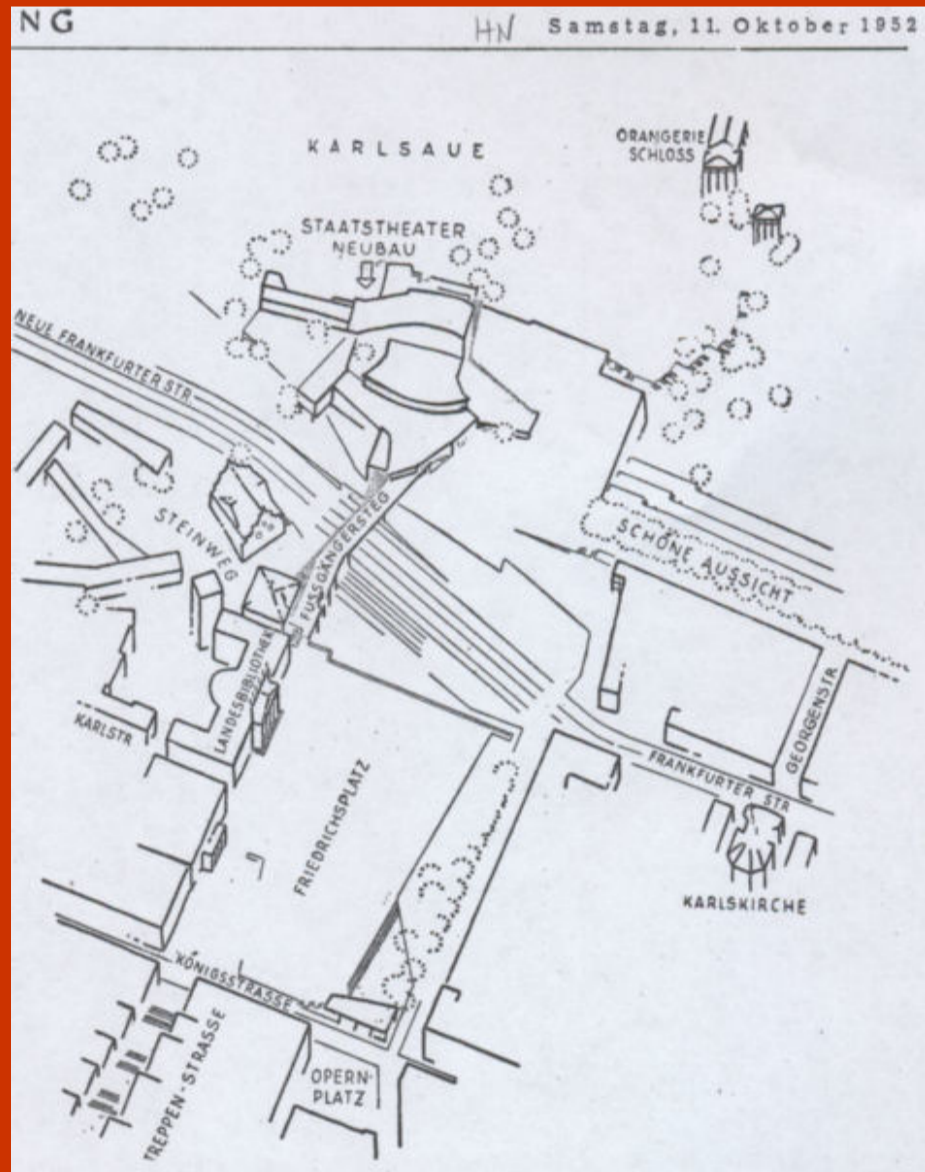 NG HN Samstag, 11. Oktober 1952
KARLSAUE
ORANGERIE
SCHLOSS
STAATSTHEATER
NEUBAU
NEUE FRANKFURTER STR.
STEINWEG
FUSSGÄNGERSTEG
SCHÖNE AUSSICHT
LANDESBIBLIOTHEK
KARLSTR
GEORGENSTR.
FRANKFURTER STR
FRIEDRICHSPLATZ
KARLSKIRCHE
KÖNIGSSTRASSE
TREPPEN-STRASSE
OPERN-
PLATZ